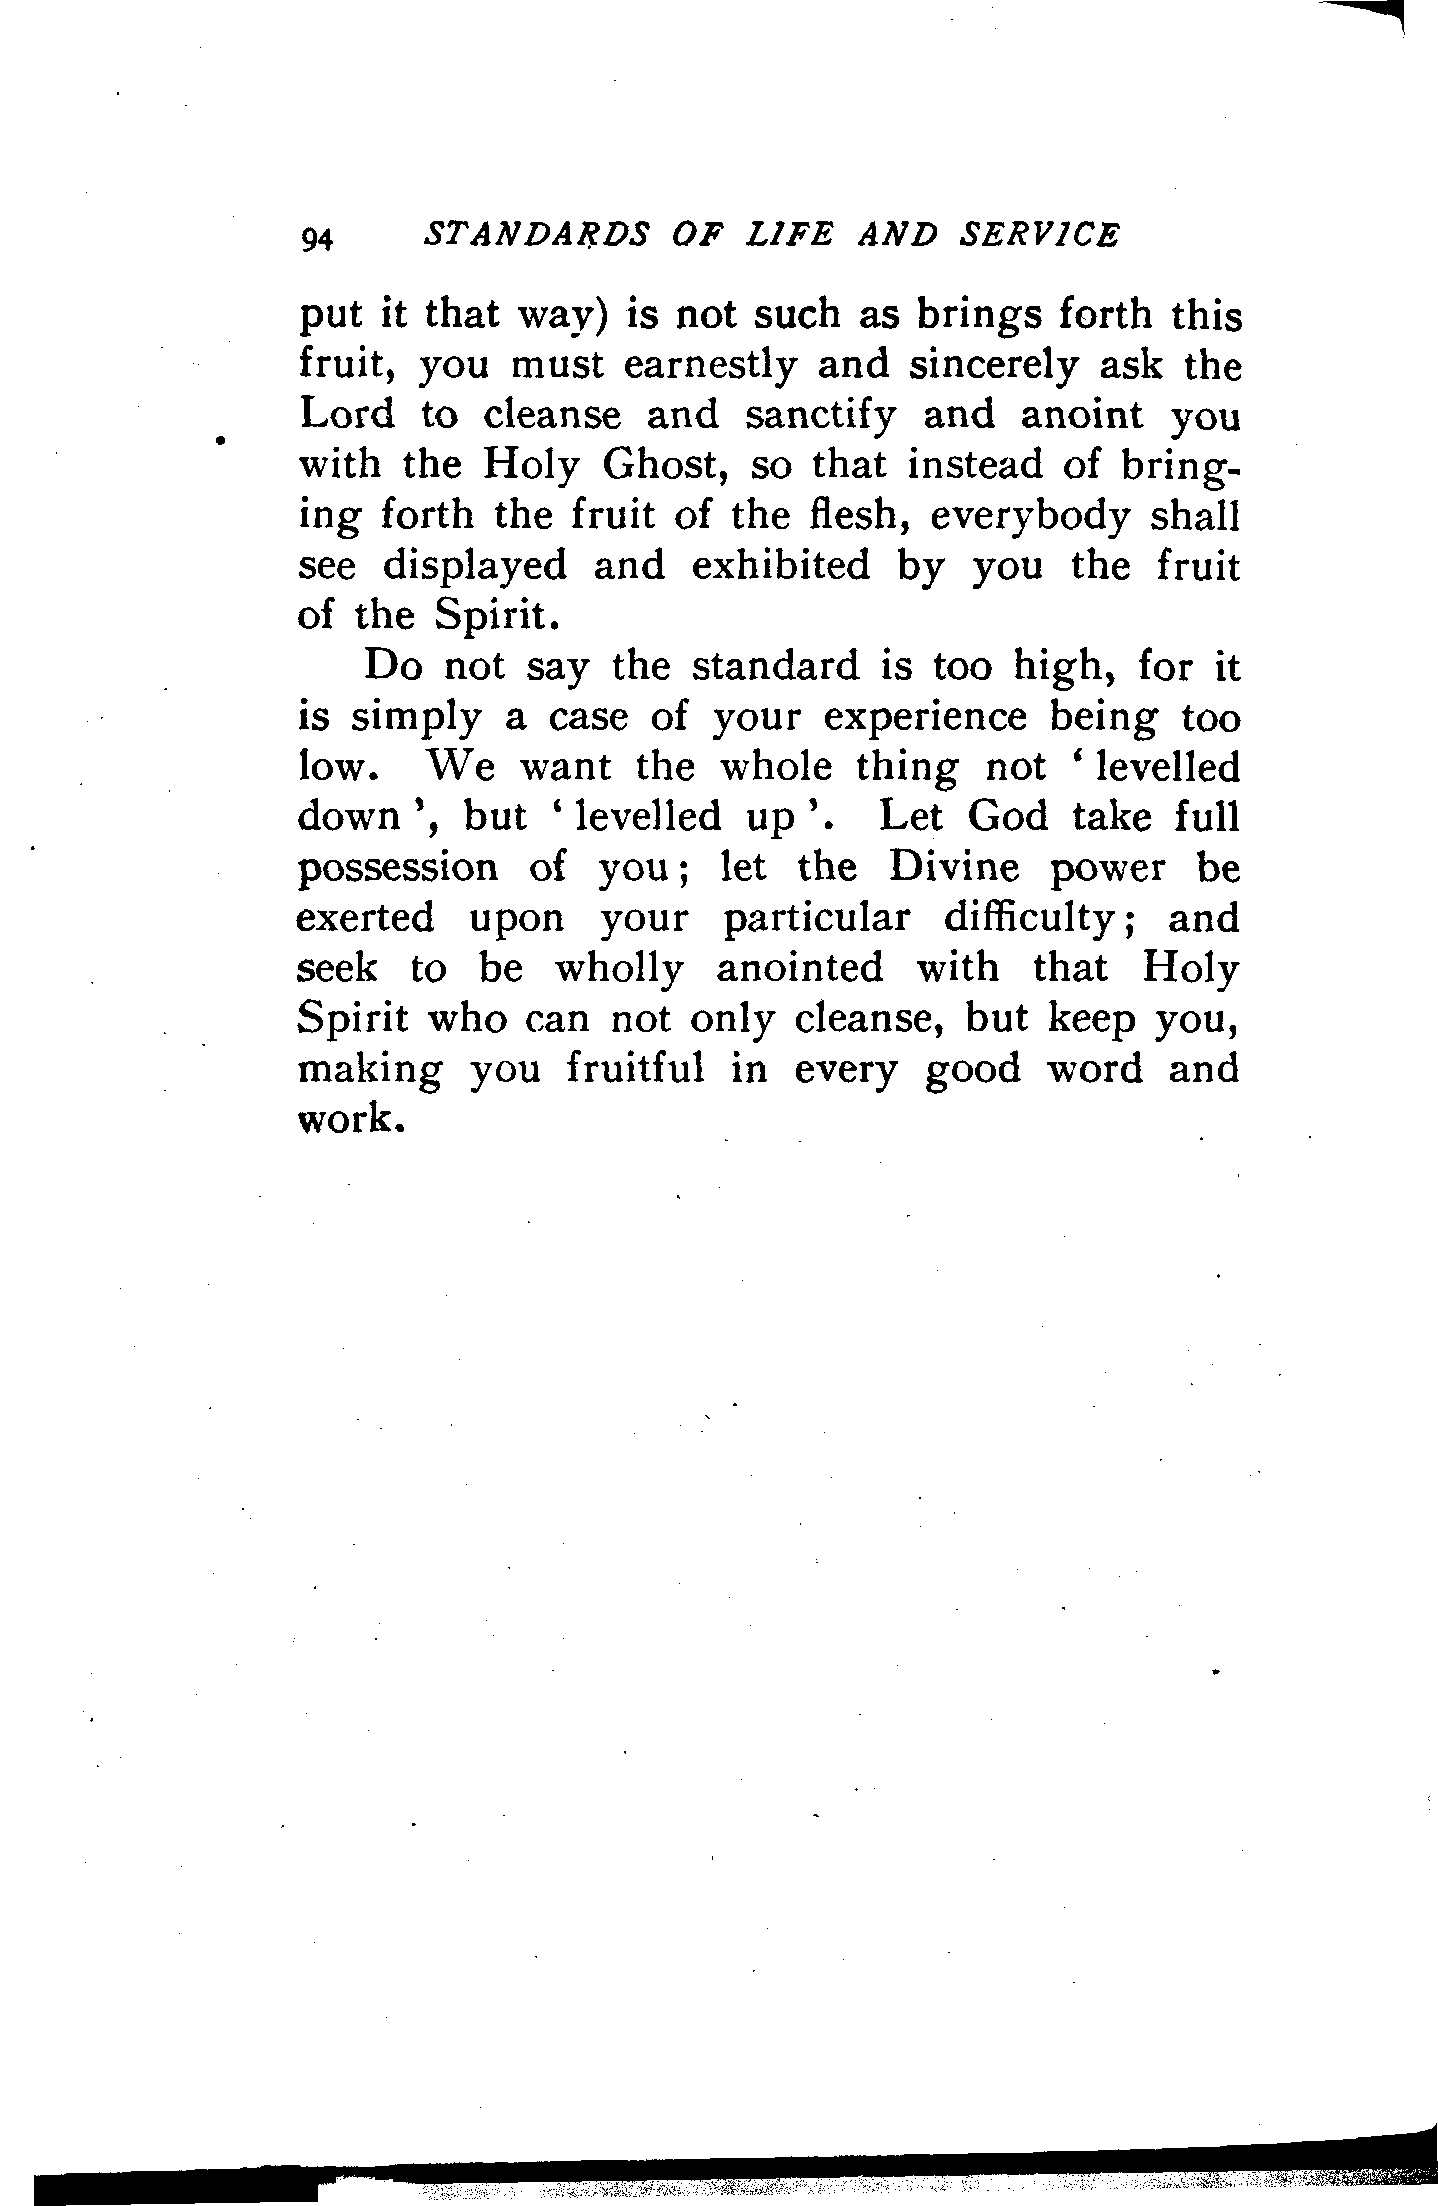 94 STANDARDS OF LIFE AND SERVICE
put it that way) is not such as brings forth this
fruit, you must earnestly and sincerely ask the
Lord to cleanse and sanctify and anoint you
with the Holy Ghost, so that instead of bring-
ing forth the fruit of the flesh, everybody shall
see displayed and exhibited by you the fruit
of the Spirit.
Do not say the standard is too high, for it
is simply a case of your experience being too
low. We want the whole thing not ‘ levelled
down ’, but ‘ levelled up ’. Let God take full
possession of you ; let the Divine power be
exerted upon your particular difficulty ; and
seek to be wholly anointed with that Holy
Spirit who can not only cleanse, but keep you,
making you fruitful in every good word and
work.